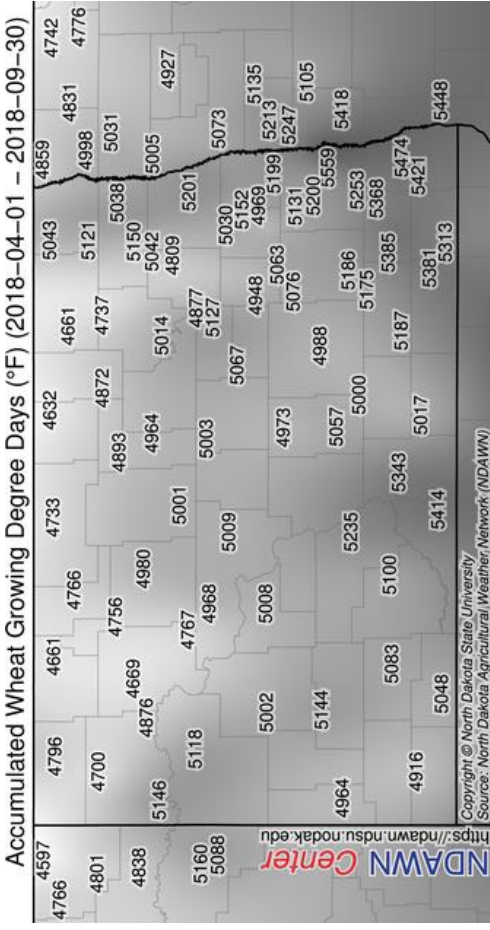 Accumulated Wheat Growing Degree Days (°F) (2018-04-01 - 2018-09-30)
4597 4796 4661 4733 4632 5043 4859 4742
4766 4766 4661 4831 4776
4801 4700 4872 4737 5121 4998
4756 4893 5038 5031
4838 4669 4980 5150
4876 4964 5042 5005
5146 5014 4809 4927
5001
5118 4767 4877 5201
5160 4968 5003 5127
5088 5009 5030 5073
5067 5152
4948 4969 5135
5002 5008 5063 5199 5213
4973 5076 5131 5247
5144 4988 5200 5105
5057 5559
4964 5235 5186 5418
5000 5175 5253
5368
5083 5100 5343 5385
5187 5474
4916 5017 5421
5048 5414 5381 5448
5313
NDAWN Center
https://ndawn.ndsu.nodak.edu
Copyright © North Dakota State University
Source: North Dakota Agricultural Weather Network (NDAWN)